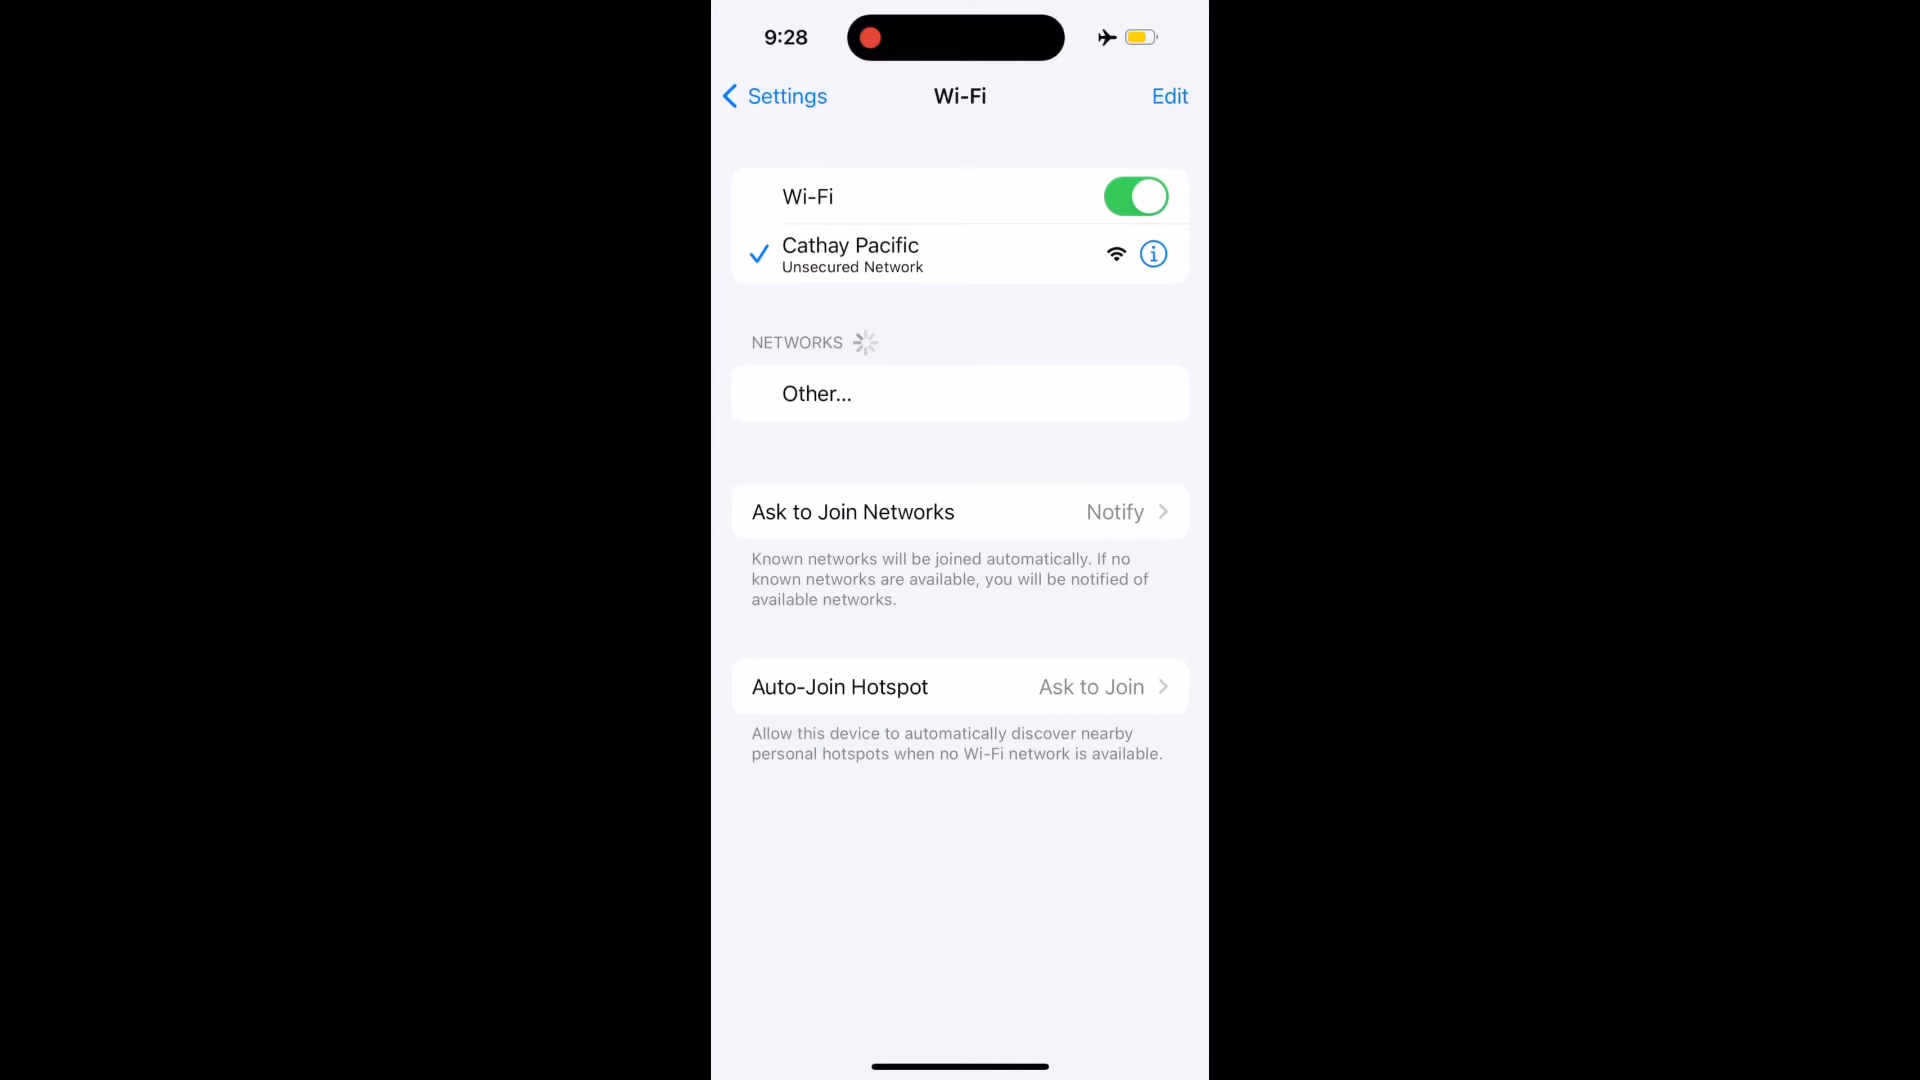 9:28
Settings
Wi-Fi
Edit
Wi-Fi
Cathay Pacific
Unsecured Network
NETWORKS
Other...
Ask to Join Networks Notify
Known networks will be joined automatically. If no
known networks are available, you will be notified of
available networks.
Auto-Join Hotspot Ask to Join
Allow this device to automatically discover nearby
personal hotspots when no Wi-Fi network is available.